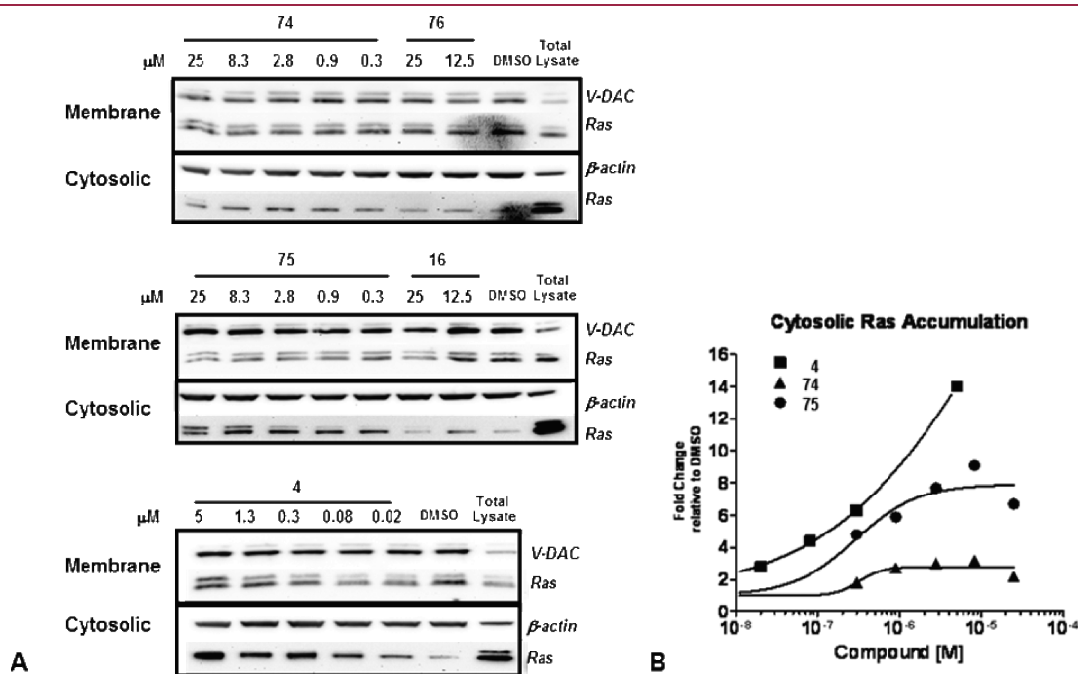 74 76
μM 25 8.3 2.8 0.9 0.3 25 12.5 DMSO Total Lysate
Membrane V-DAC
Ras
Cytosolic β-actin
Ras
75 16
μM 25 8.3 2.8 0.9 0.3 25 12.5 DMSO Total Lysate
Membrane V-DAC
Ras
Cytosolic β-actin
Ras
4
μM 5 1.3 0.3 0.08 0.02 DMSO Total Lysate
Membrane V-DAC
Ras
Cytosolic β-actin
Ras
A
Cytosolic Ras Accumulation
4
74
75
Fold Change
relative to DMSO
16
14
12
10
8
6
4
2
0
10-8 10-7 10-6 10-5 10-4
Compound [M]
B